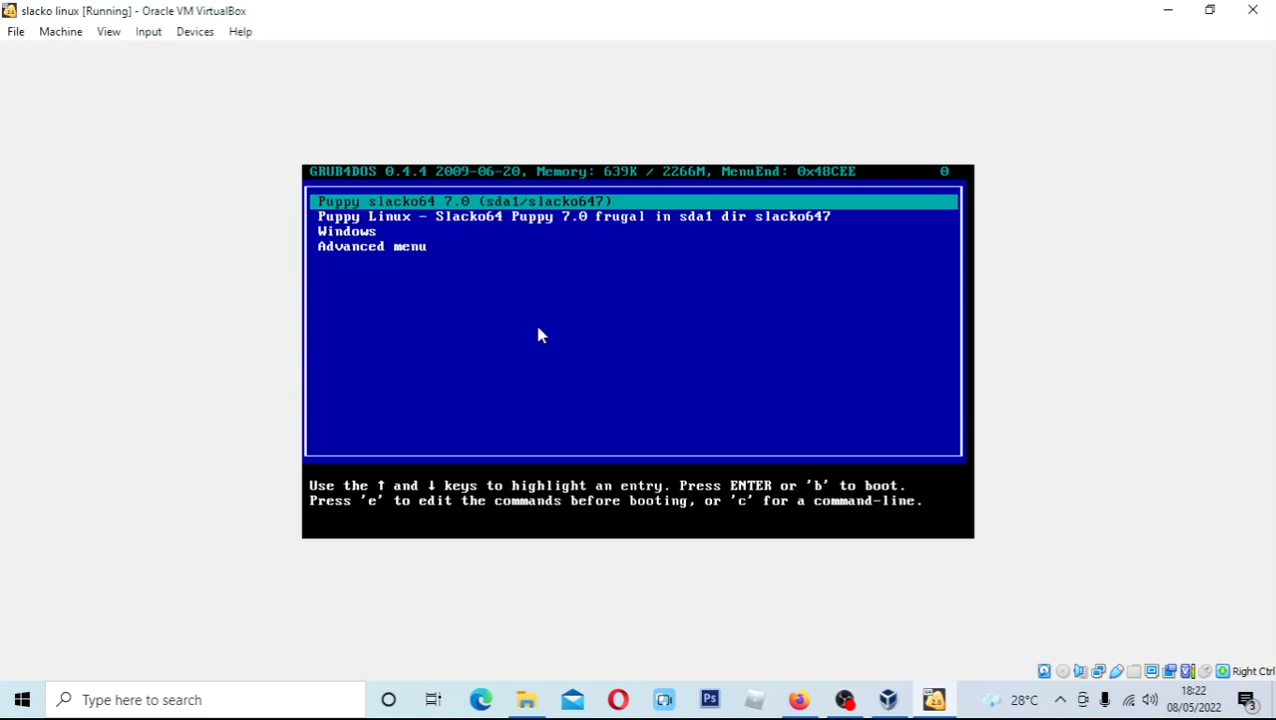 slacko linux [Running] - Oracle VM VirtualBox
File Machine View Input Devices Help
GRUB4DOS 0.4.4 2009-06-20, Memory: 639K / 2266M, MenuEnd: 0x48CEE 0
Puppy slacko64 7.0 (sda1/slacko647)
Puppy Linux - Slacko64 Puppy 7.0 frugal in sda1 dir slacko647
Windows
Advanced menu
Use the ↑ and ↓ keys to highlight an entry. Press ENTER or 'b' to boot.
Press 'e' to edit the commands before booting, or 'c' for a command-line.
Right Ctrl
Type here to search
Ps
28°C
18:22
08/05/2022
3